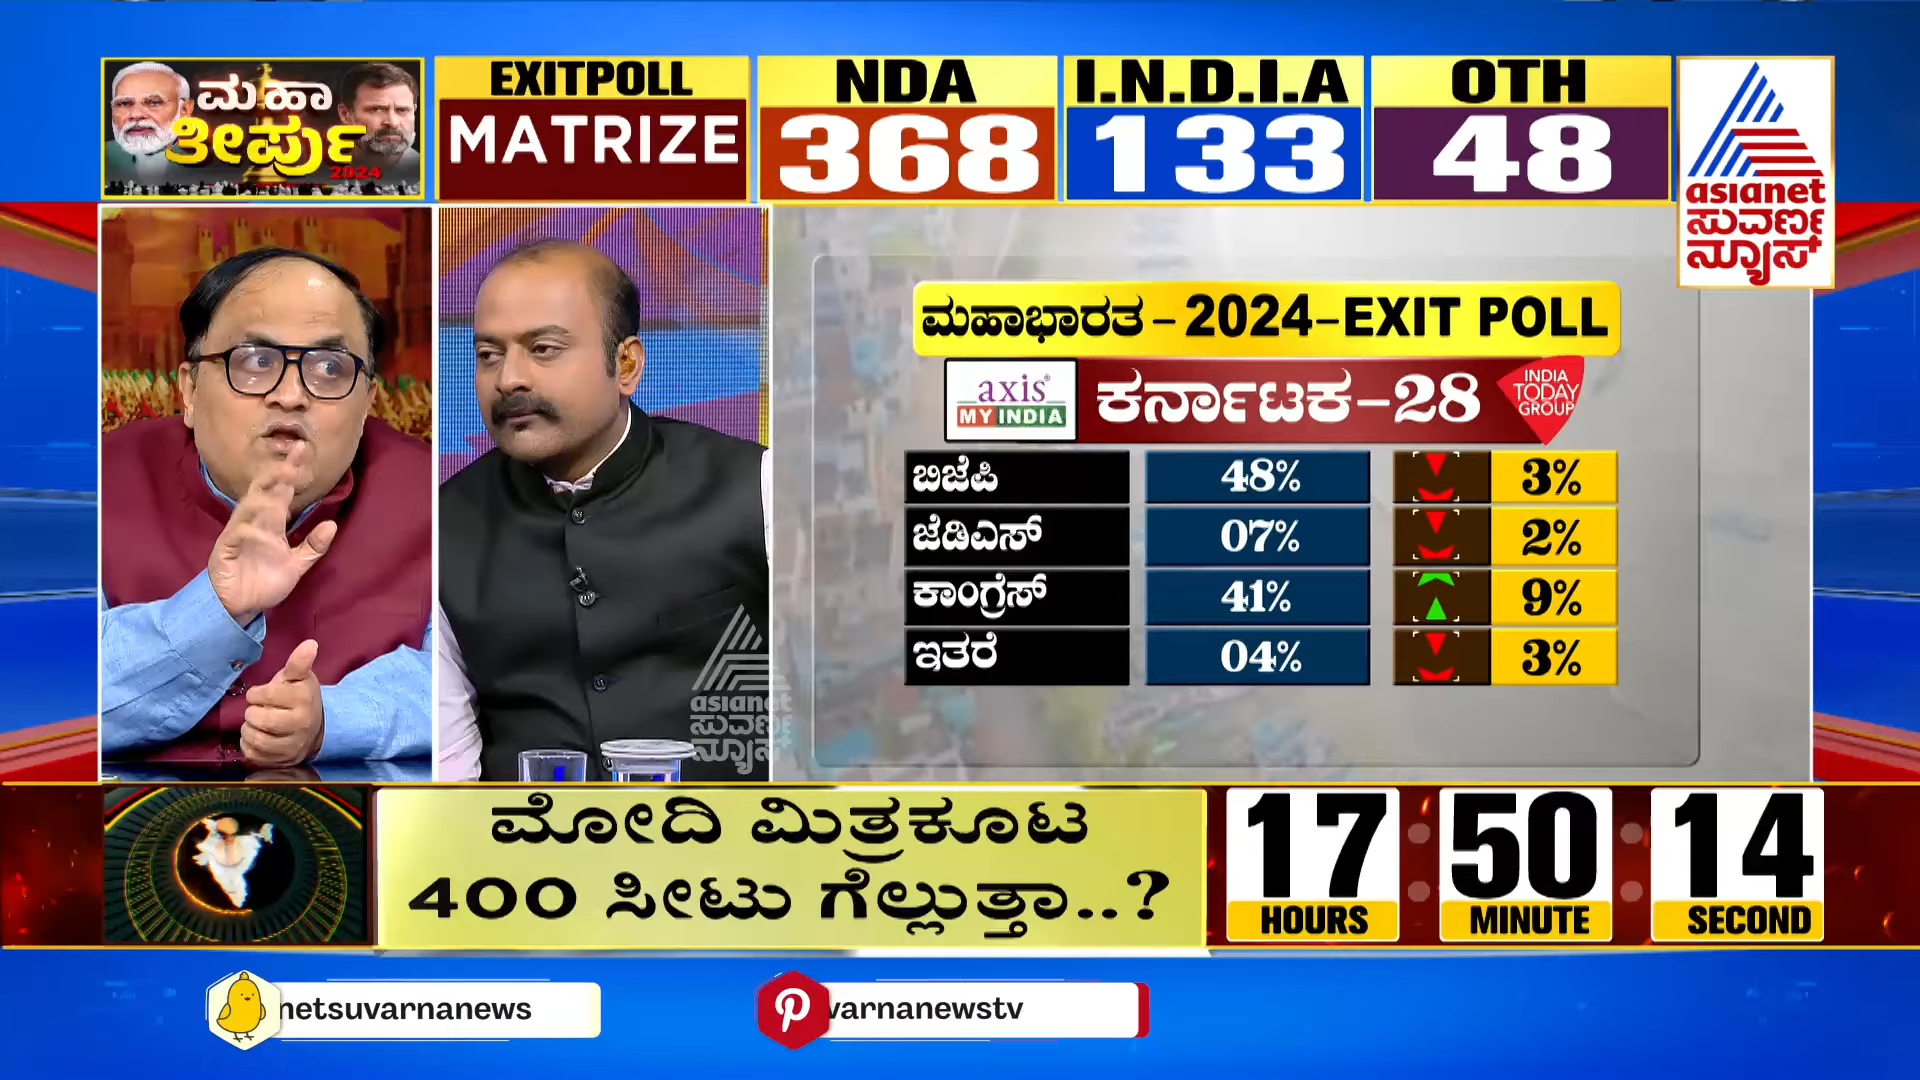 ಮಹಾ
ತೀರ್ಪು
2024
EXITPOLL
MATRIZE
NDA
368
I.N.D.I.A
133
OTH
48
asianet
ಸುವರ್ಣ
ನ್ಯೂಸ್
ಮಹಾಭಾರತ - 2024 - EXIT POLL
axis
MY INDIA
ಕರ್ನಾಟಕ-28
INDIA
TODAY
GROUP
ಬಿಜೆಪಿ 48% 3%
ಜೆಡಿಎಸ್ 07% 2%
ಕಾಂಗ್ರೆಸ್ 41% 9%
ಇತರೆ 04% 3%
asianet
ಸುವರ್ಣ
ನ್ಯೂಸ್
ಮೋದಿ ಮಿತ್ರಕೂಟ
400 ಸೀಟು ಗೆಲ್ಲುತ್ತಾ..?
17 : 50 : 14
HOURS MINUTE SECOND
netsuvarnanews
varnanewstv